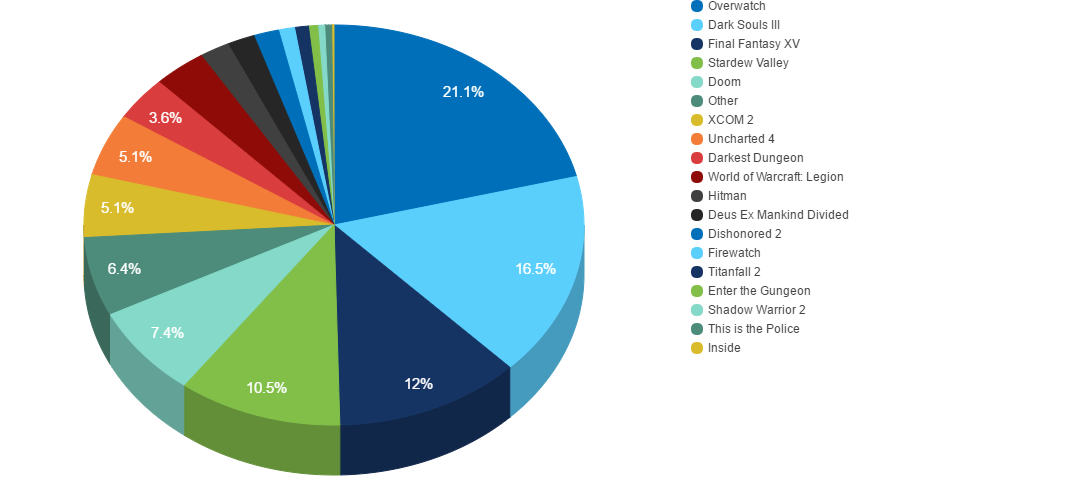 Overwatch
Dark Souls III
Final Fantasy XV
Stardew Valley
Doom
Other
XCOM 2
Uncharted 4
Darkest Dungeon
World of Warcraft: Legion
Hitman
Deus Ex Mankind Divided
Dishonored 2
Firewatch
Titanfall 2
Enter the Gungeon
Shadow Warrior 2
This is the Police
Inside
21.1%
16.5%
12%
10.5%
7.4%
6.4%
5.1%
5.1%
3.6%